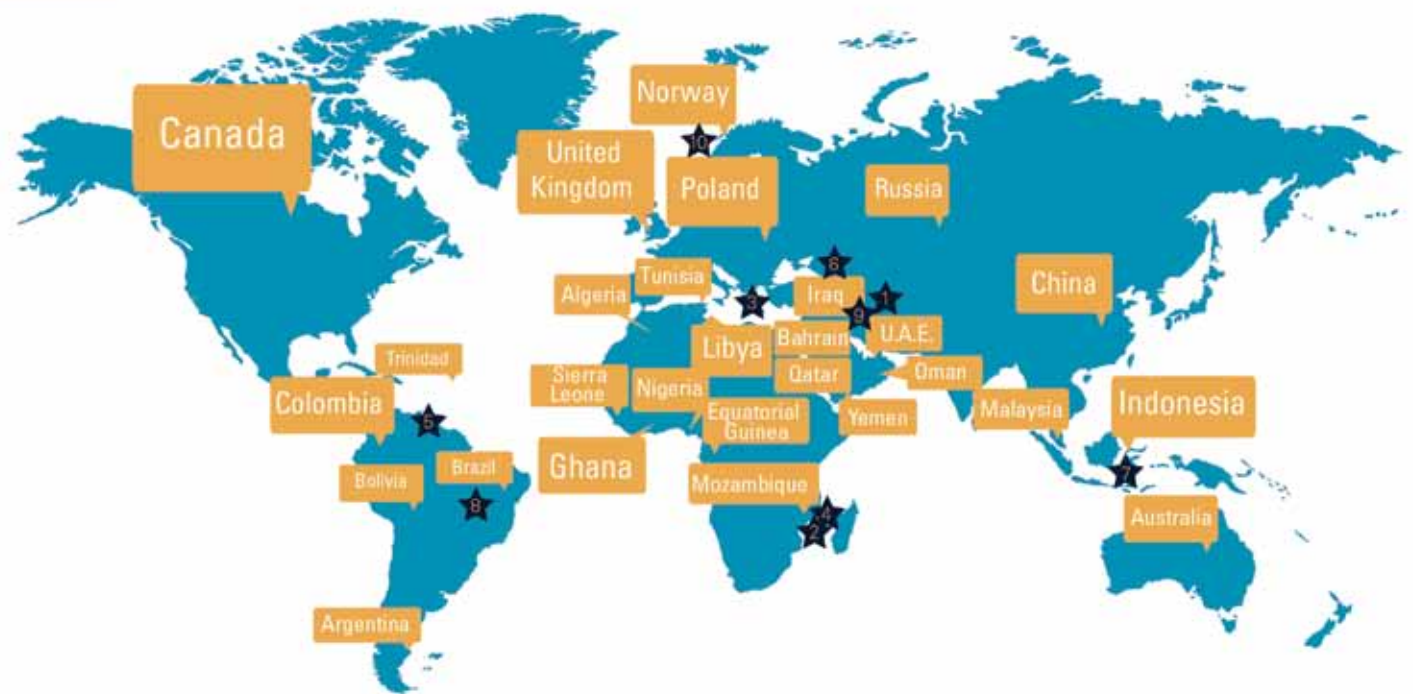 Canada
Norway
10
United
Kingdom
Poland
Russia
6
Tunisia
Algeria
3
Iraq
1
9
China
Libya
Bahrain
U.A.E.
Trinidad
Colombia
5
Sierra
Leone
Nigeria
Qatar
Oman
Equatorial
Guinea
Yemen
Malaysia
Indonesia
7
Ghana
Bolivia
Brazil
8
Mozambique
4
2
Australia
Argentina